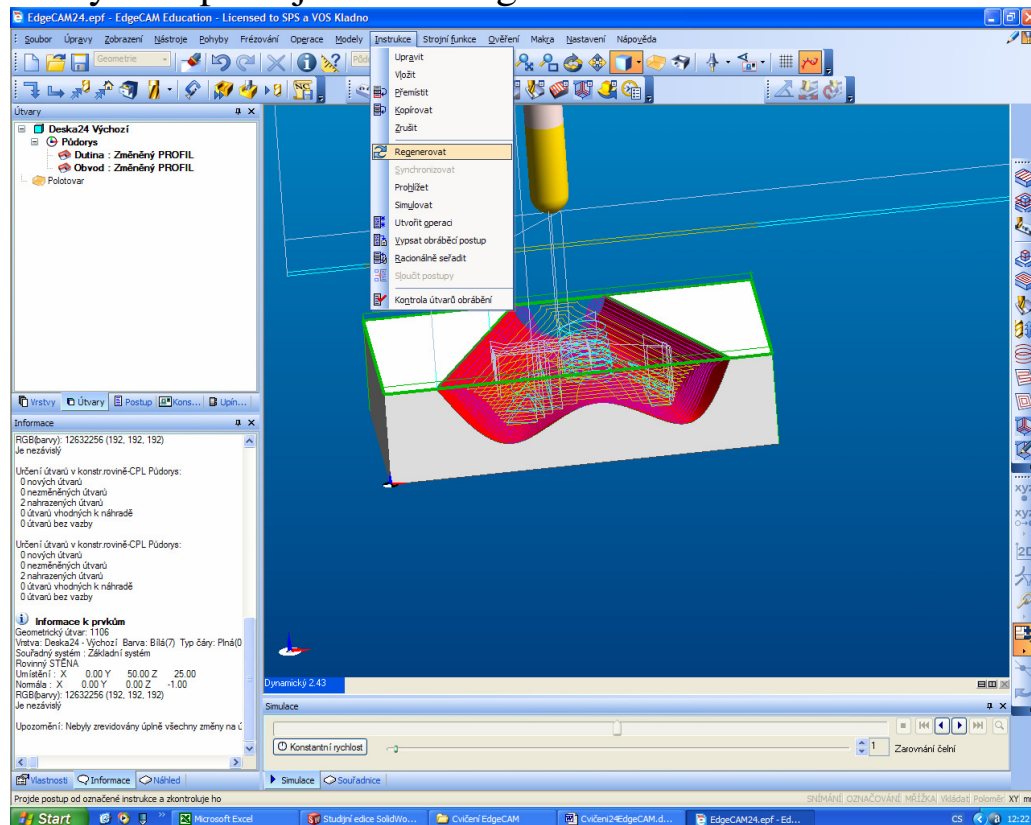 EdgeCAM24.epf - EdgeCAM Education - Licensed to SPS a VOS Kladno
Soubor Úpravy Zobrazení Nástroje Pohyby Frézování Operace Modely Instrukce Strojní funkce Ověření Makra Nastavení Nápověda
Geometrie
Upravit
Vložit
Přemístit
Kopírovat
Zrušit
Regenerovat
Synchronizovat
Prohlížet
Simulovat
Utvořit operaci
Vypsat obráběcí postup
Racionálně seřadit
Sloučit postupy
Kontrola útvarů obrábění
Útvary
Deska24 Výchozí
Půdorys
Dutina : Změněný PROFIL
Obvod : Změněný PROFIL
Polotovar
Vrstvy Útvary Postup Kons... Upín...
Informace
RGB(barvy): 12632256 (192, 192, 192)
Je nezávislý
Určení útvarů v konstr.rovině-CPL Půdorys:
0 nových útvarů
0 nezměněných útvarů
2 nahrazených útvarů
0 útvarů vhodných k náhradě
0 útvarů bez vazby
Určení útvarů v konstr.rovině-CPL Půdorys:
0 nových útvarů
0 nezměněných útvarů
2 nahrazených útvarů
0 útvarů vhodných k náhradě
0 útvarů bez vazby
Informace k prvkům
Geometrický útvar: 1106
Vrstva: Deska24 - Výchozí Barva: Bílá(7) Typ čáry: Plná(0
Souřadný systém : Základní systém
Rovinný STĚNA
Umístění : X 0.00 Y 50.00 Z 25.00
Normála : X 0.00 Y 0.00 Z -1.00
RGB(barvy): 12632256 (192, 192, 192)
Je nezávislý
Upozornění: Nebyly zrevidovány úplně všechny změny na ú
Vlastnosti Informace Náhled
Dynamický 2.43
Simulace
Konstantní rychlost
1 Zarovnání čelní
Simulace Souřadnice
Projde postup od označené instrukce a zkontroluje ho
SNÍMÁNÍ OZNAČOVÁNÍ MŘÍŽKA Vkládat Poloměr XY
Start Microsoft Excel Studijní edice SolidWo... Cvičení EdgeCAM Cvičeni24EdgeCAM.d... EdgeCAM24.epf - Ed... CS 12:22